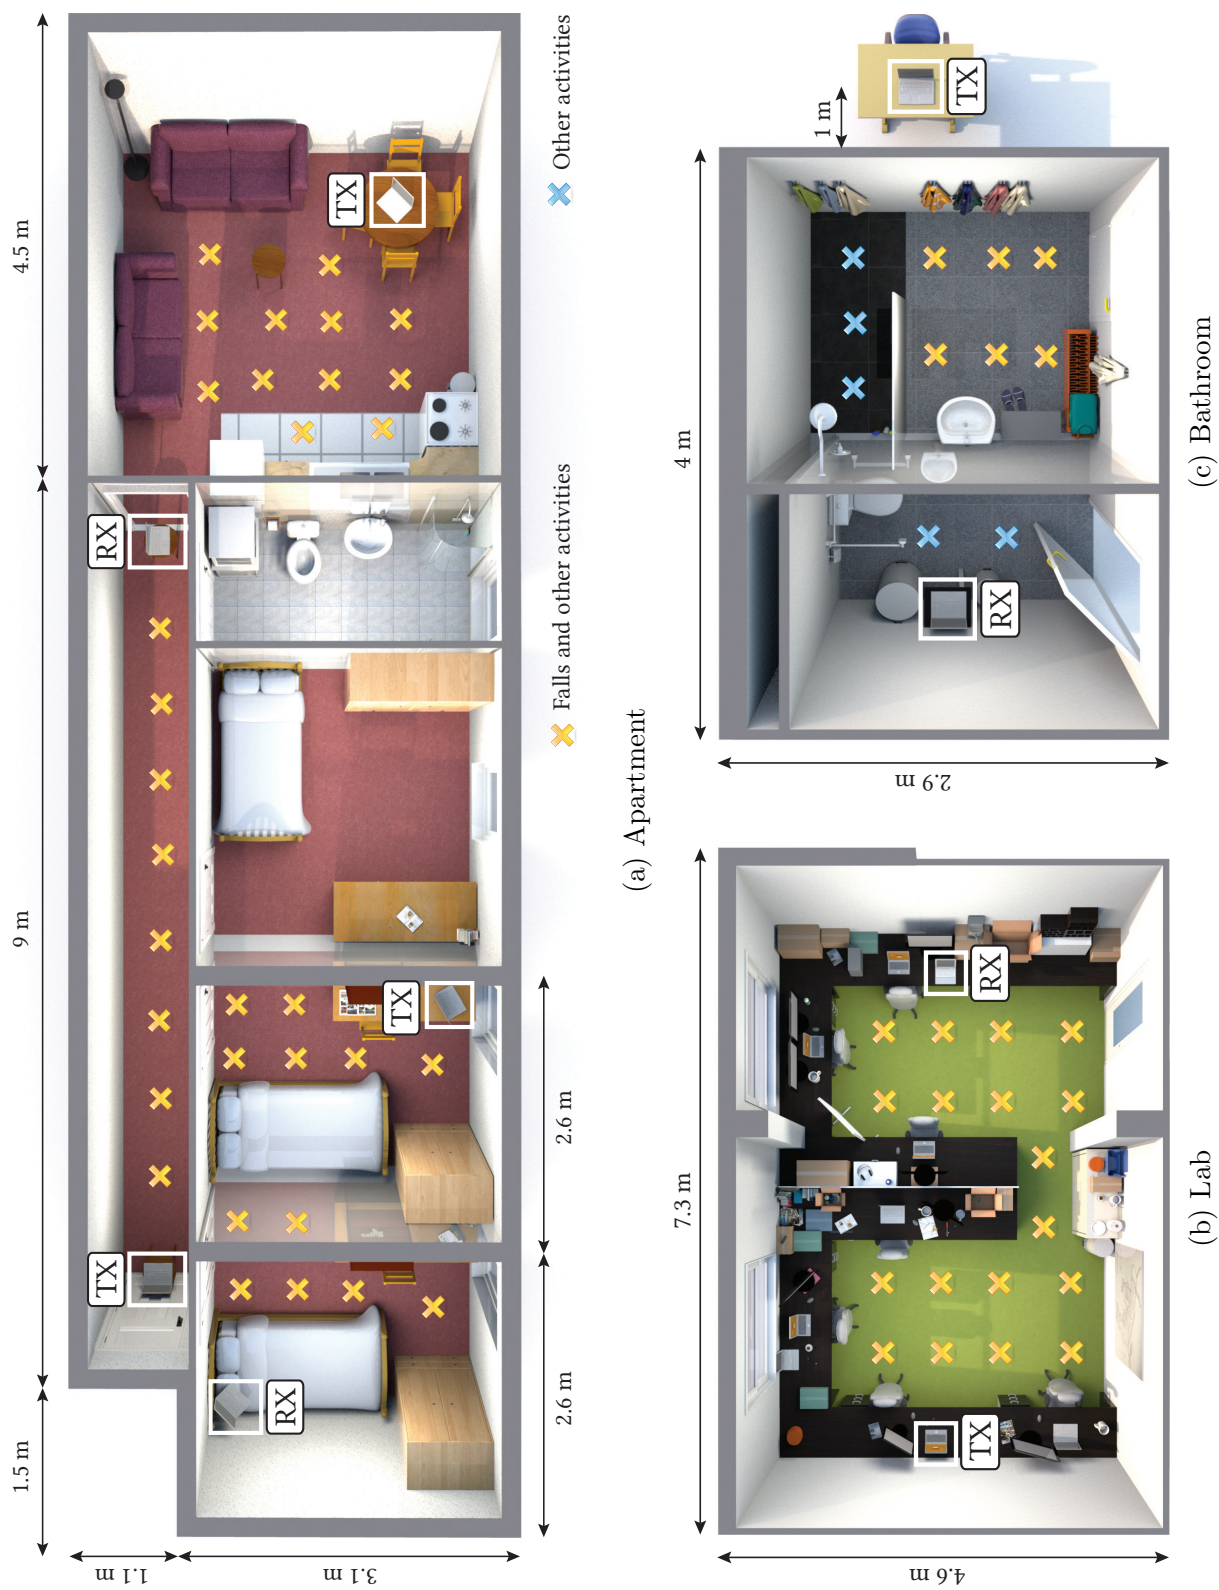 1.5 m
9 m
4.5 m
1.1 m
3.1 m
TX
RX
RX
TX
TX
2.6 m
2.6 m
Falls and other activities
Other activities
(a) Apartment
7.3 m
4.6 m
TX
RX
(b) Lab
4 m
1 m
2.9 m
RX
TX
(c) Bathroom